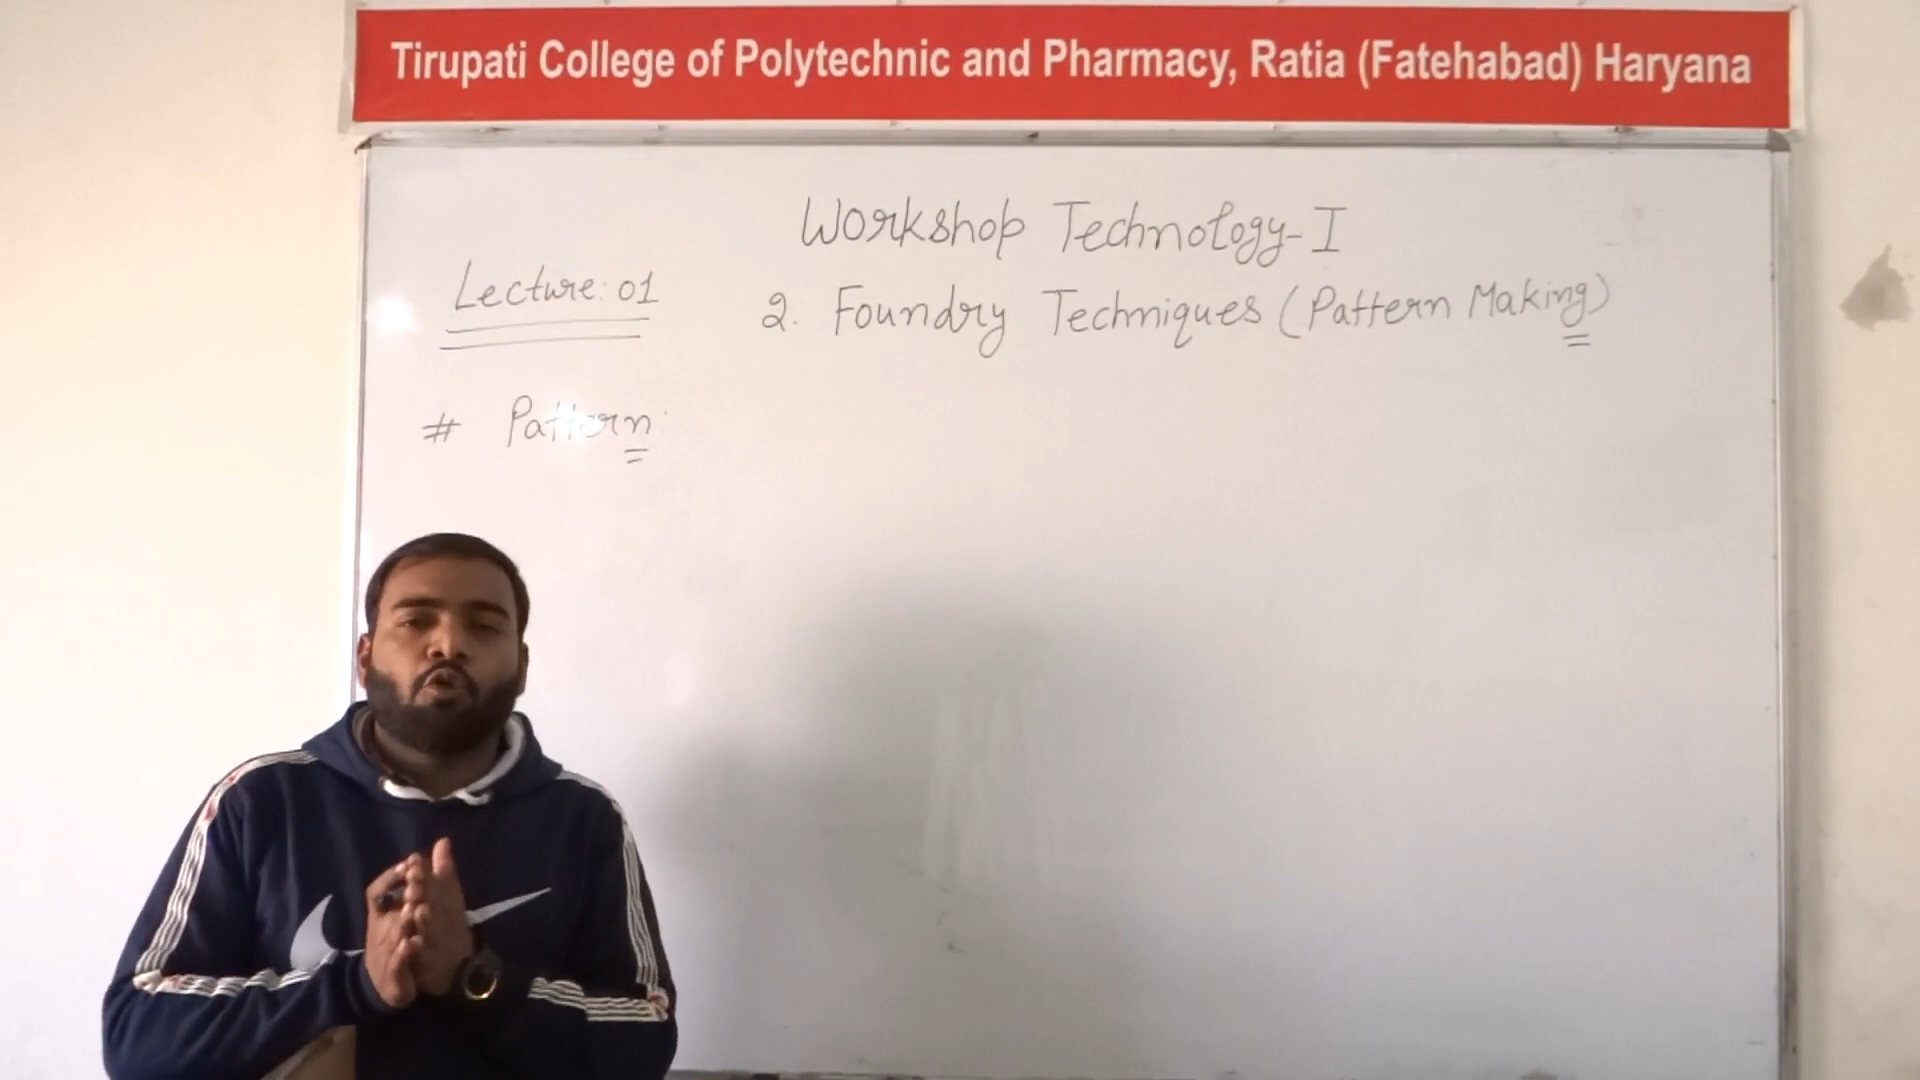 Tirupati College of Polytechnic and Pharmacy, Ratia (Fatehabad) Haryana
Workshop Technology-I
Lecture: 01
2. Foundry Techniques (Pattern Making)
# Pattern